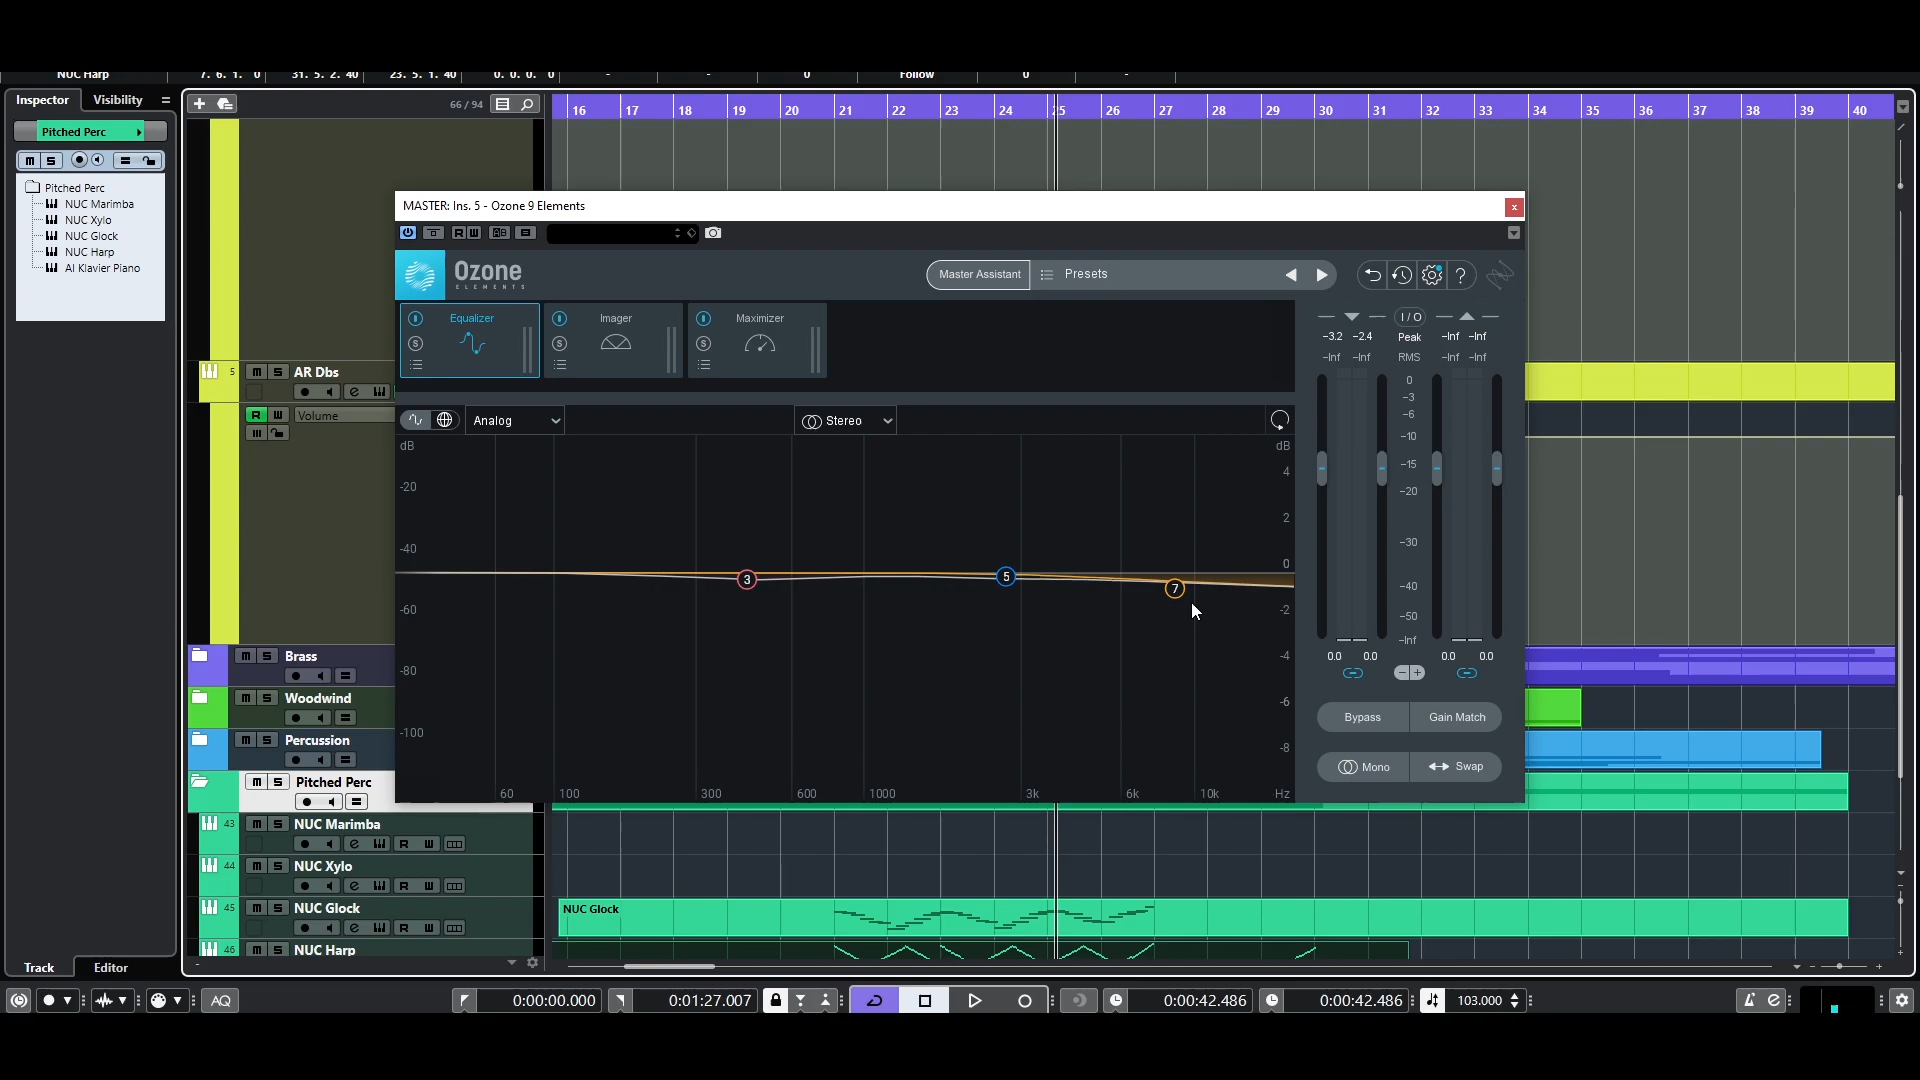 NUC Harp 7. 6. 1. 0 31. 5. 2. 40 23. 5. 1. 40 0. 0. 0. 0 - - 0 Follow 0 -
Inspector Visibility
66 / 94
16 17 18 19 20 21 22 23 24 25 26 27 28 29 30 31 32 33 34 35 36 37 38 39 40
Pitched Perc
m S
Pitched Perc
NUC Marimba
NUC Xylo
NUC Glock
NUC Harp
AI Klavier Piano
MASTER: Ins. 5 - Ozone 9 Elements
x
R W
Ozone
ELEMENTS
Master Assistant
Presets
?
Equalizer
Imager
Maximizer
S
S
S
I / O
-3.2 -2.4 Peak -Inf -Inf
-Inf -Inf RMS -Inf -Inf
0
-3
-6
-10
-15
-20
-30
-40
-50
-Inf
0.0 0.0 0.0 0.0
Bypass Gain Match
Mono Swap
Analog
Stereo
dB
-20
-40
-60
-80
-100
dB
4
2
0
-2
-4
-6
-8
3
5
7
60 100 300 600 1000 3k 6k 10k Hz
5 m S AR Dbs
e
R W Volume
m S Brass
m S Woodwind
m S Percussion
m S Pitched Perc
43 m S NUC Marimba
e R W
44 m S NUC Xylo
e R W
45 m S NUC Glock
e R W
NUC Glock
46 m S NUC Harp
Track Editor
AQ
0:00:00.000
0:01:27.007
0:00:42.486
0:00:42.486
103.000